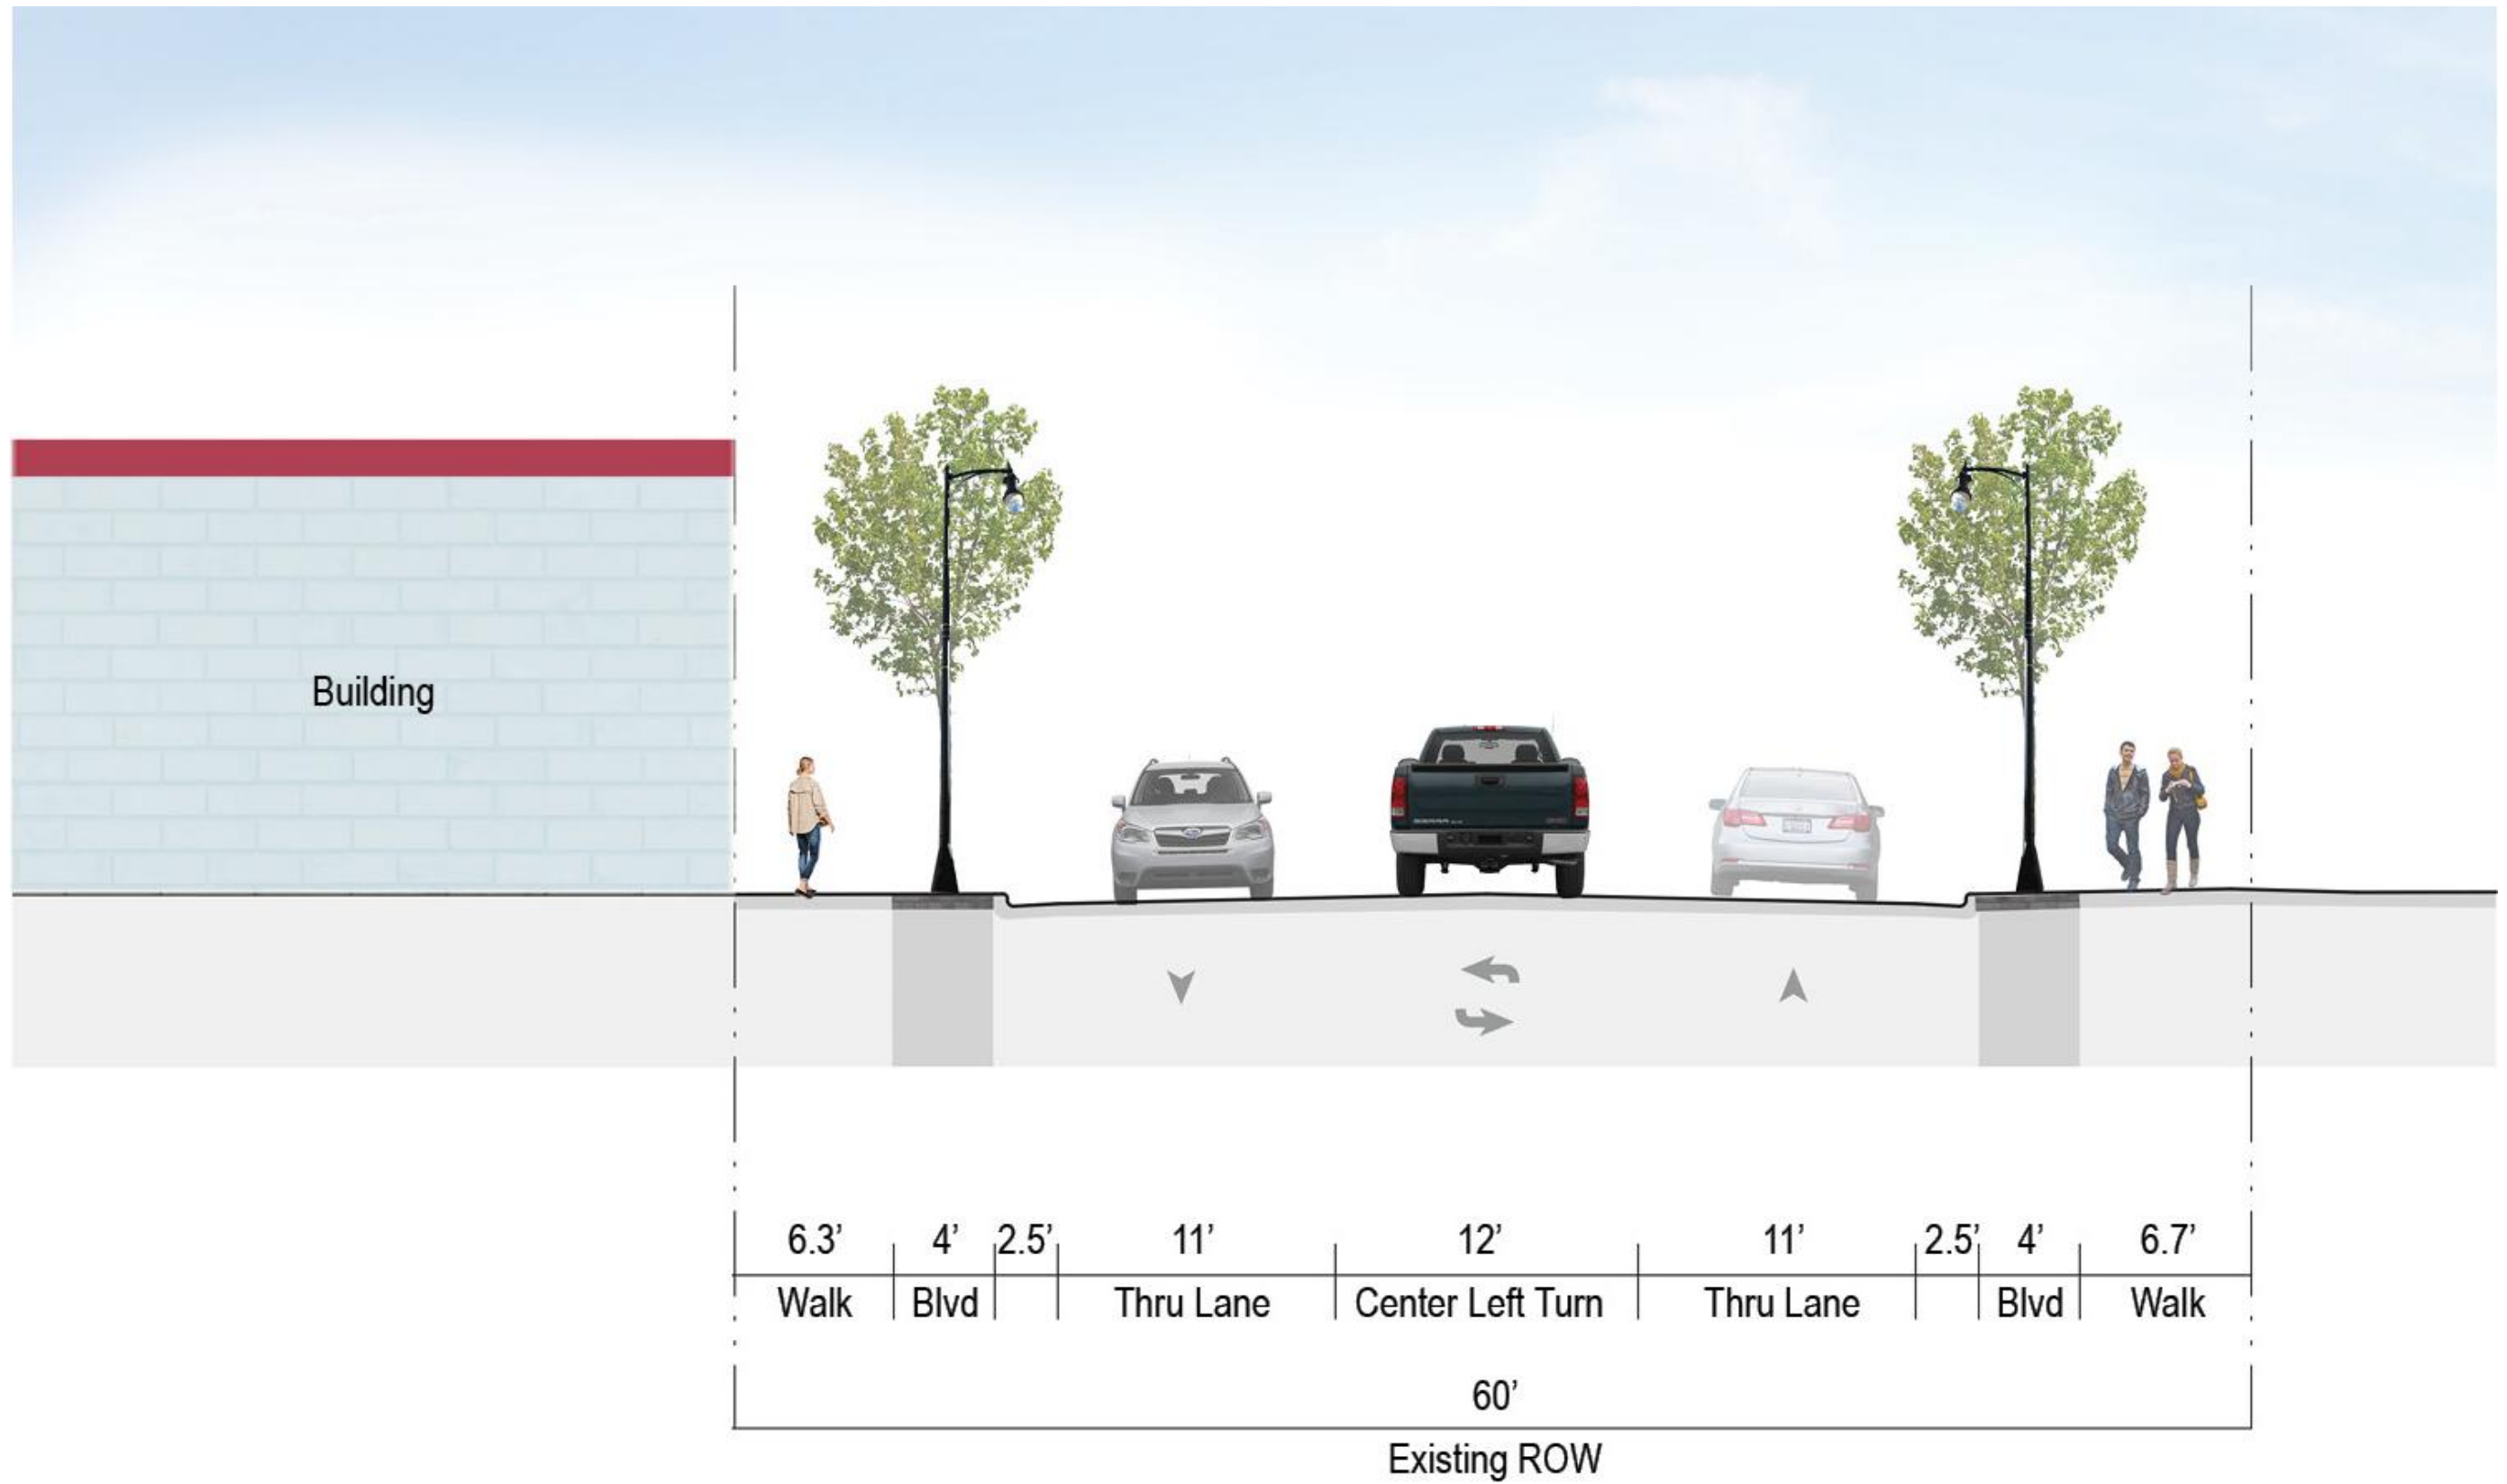 Building
6.3’ 4’ 2.5’ 11’ 12’ 11’ 2.5’ 4’ 6.7’
Walk Blvd Thru Lane Center Left Turn Thru Lane Blvd Walk
60’
Existing ROW